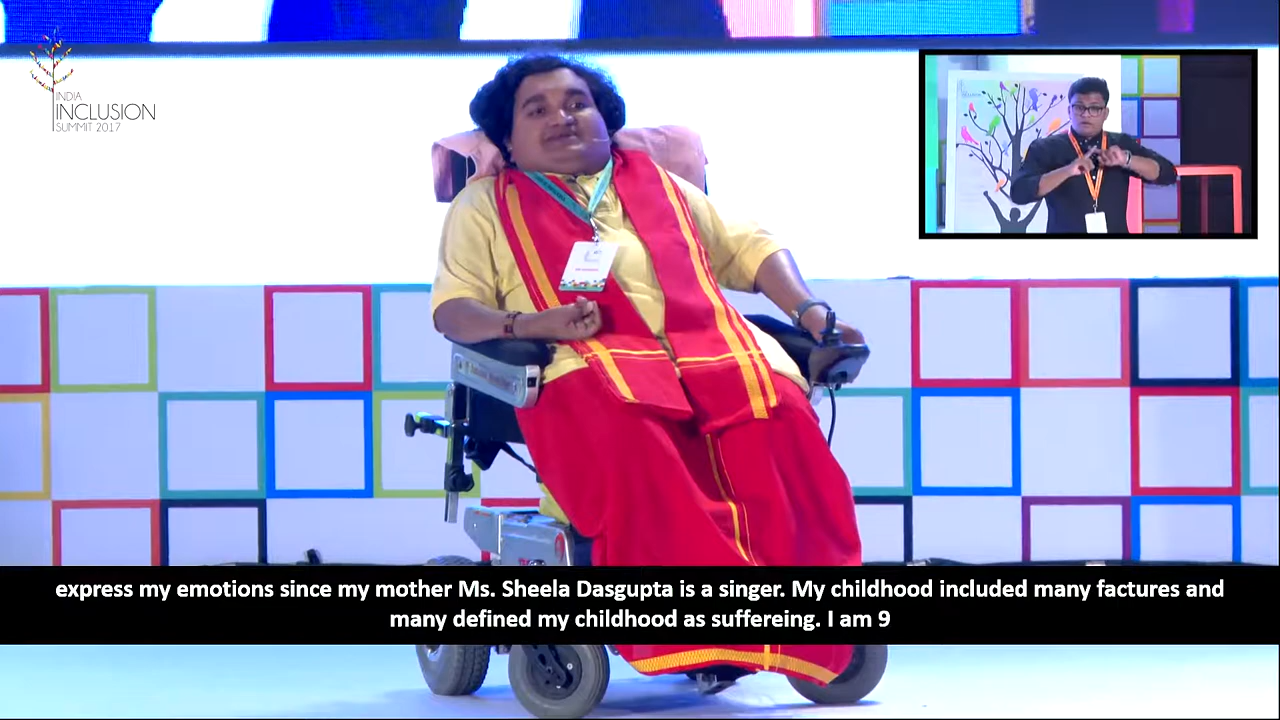 INDIA
INCLUSION
SUMMIT 2017
express my emotions since my mother Ms. Sheela Dasgupta is a singer. My childhood included many factures and
many defined my childhood as suffereing. I am 9